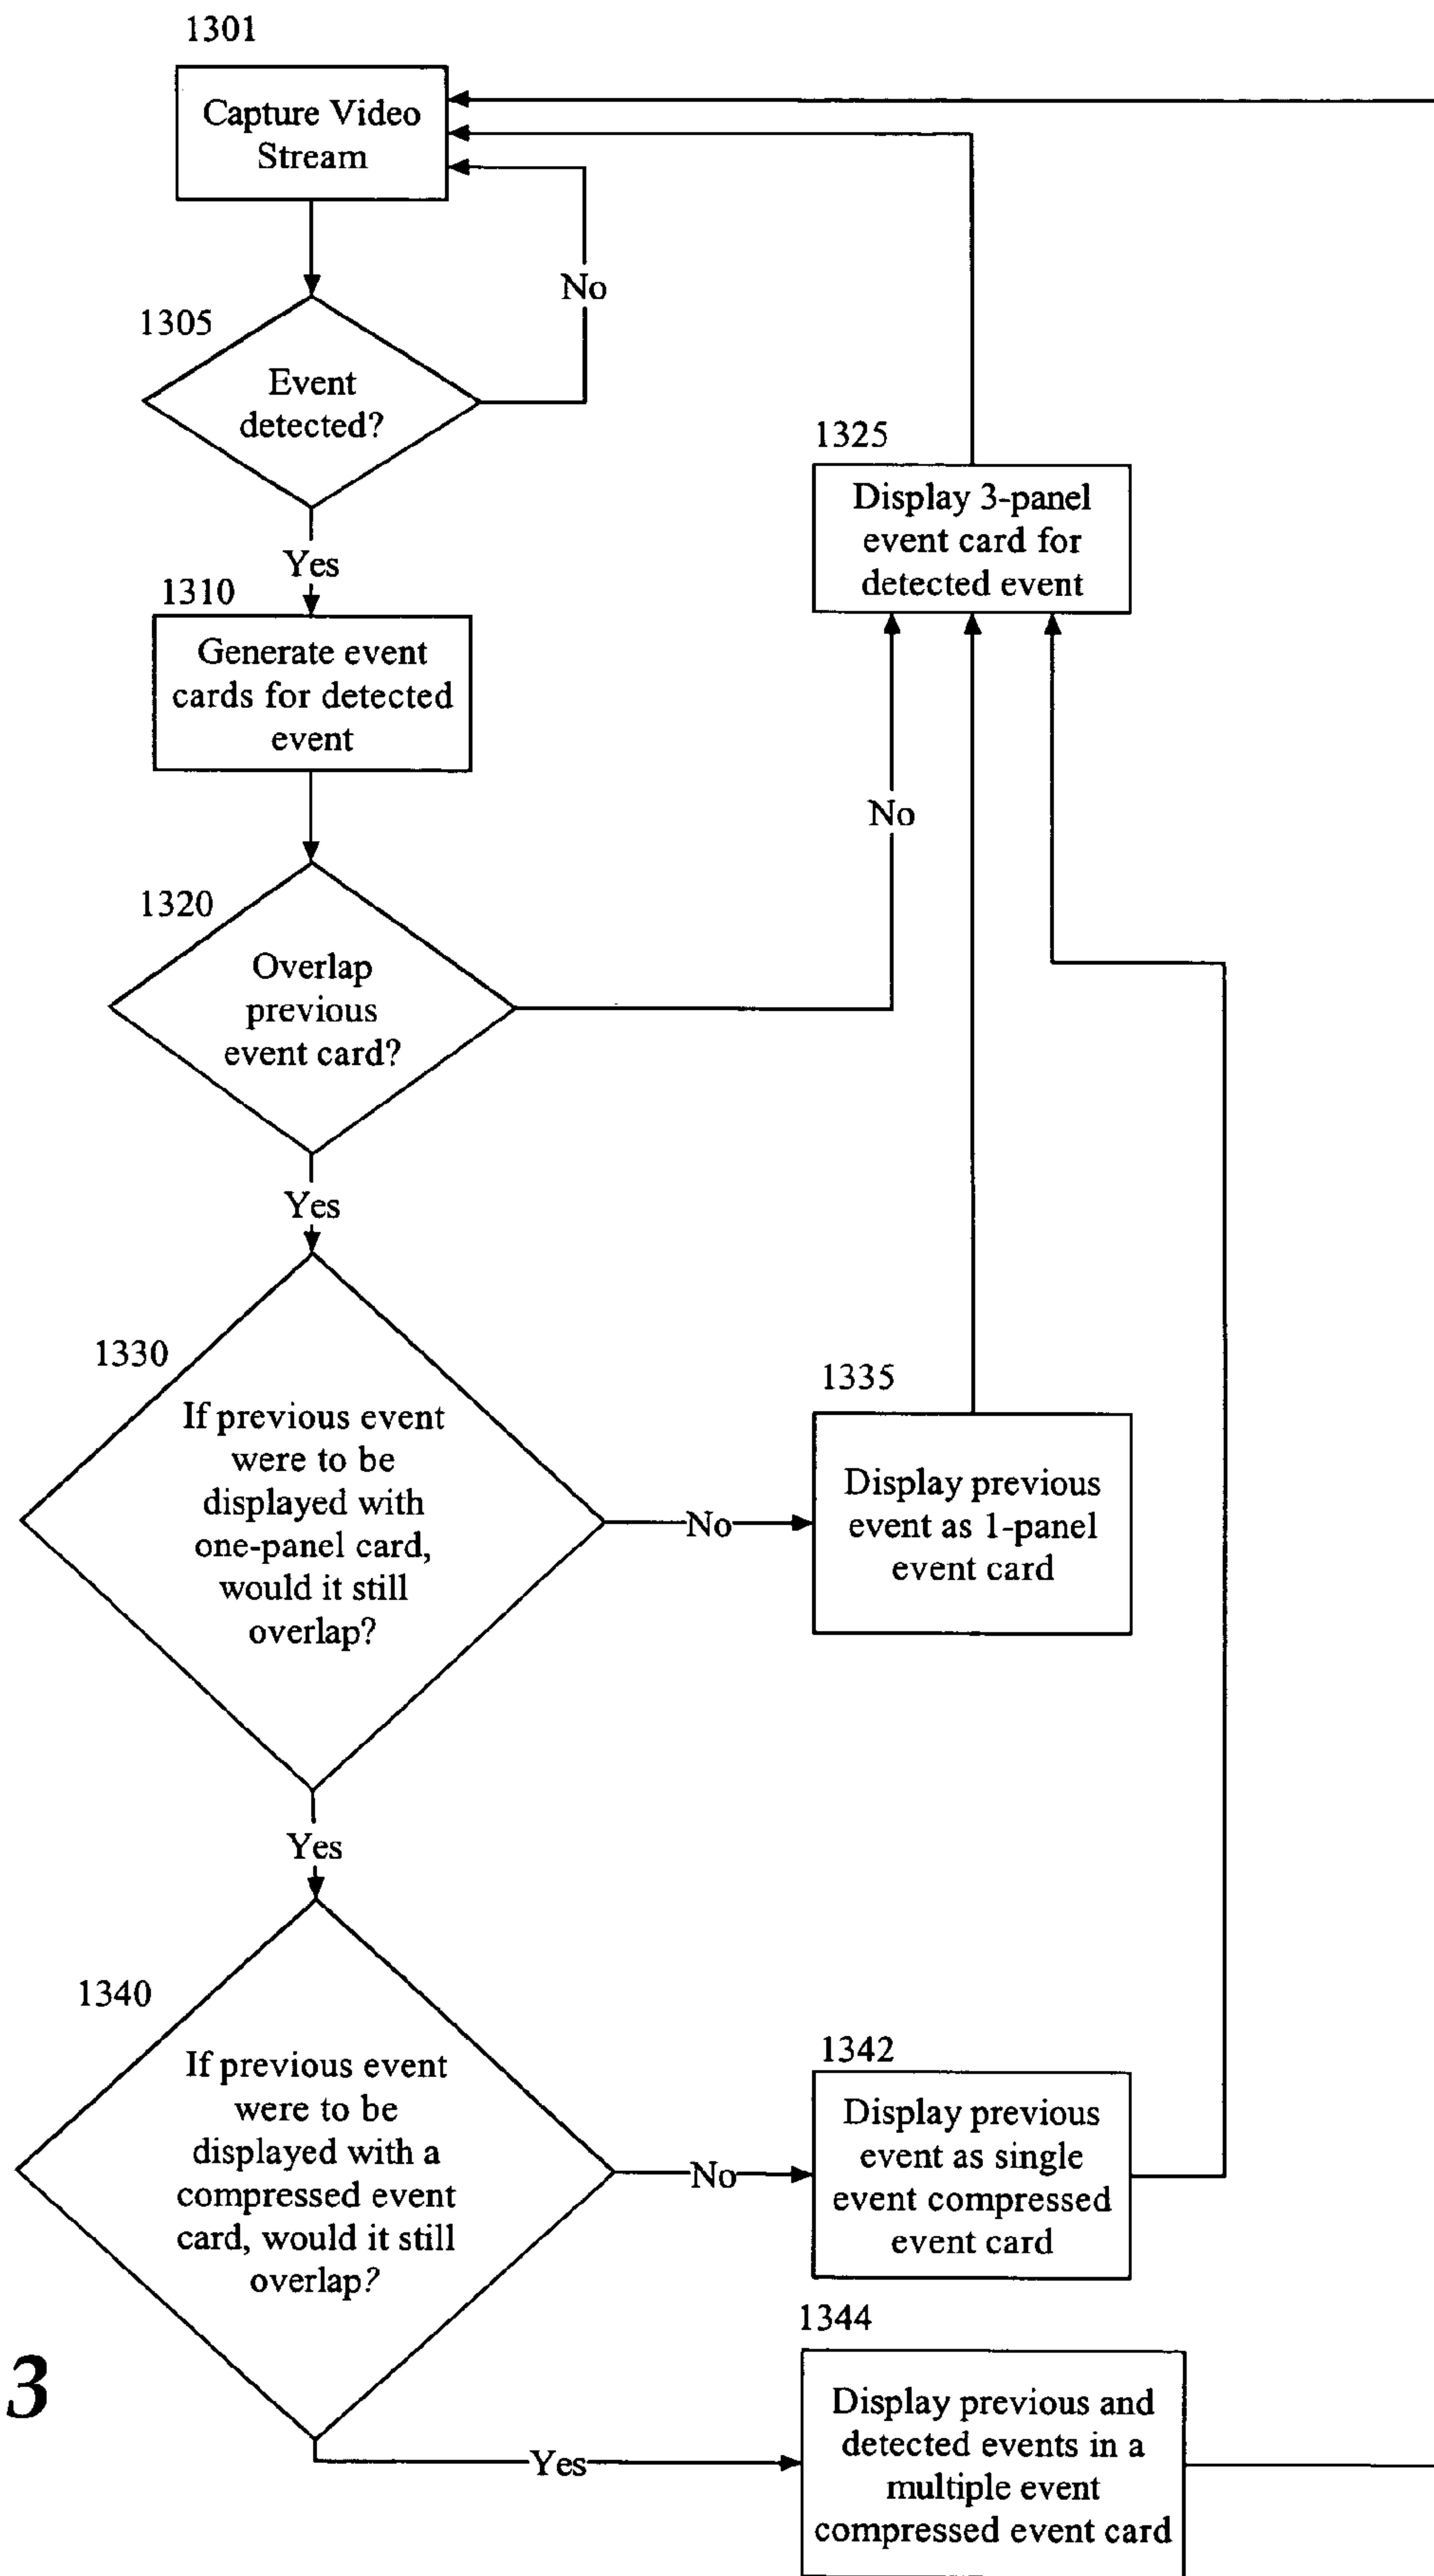 1301
Capture Video
Stream
No
1305
Event
detected?
Yes
1325
Display 3-panel
event card for
detected event
1310
Generate event
cards for detected
event
No
1320
Overlap
previous
event card?
Yes
1330
If previous event
were to be
displayed with
one-panel card,
would it still
overlap?
No
1335
Display previous
event as 1-panel
event card
Yes
1340
If previous event
were to be
displayed with a
compressed event
card, would it still
overlap?
No
1342
Display previous
event as single
event compressed
event card
1344
Display previous and
detected events in a
multiple event
compressed event card
Yes
3